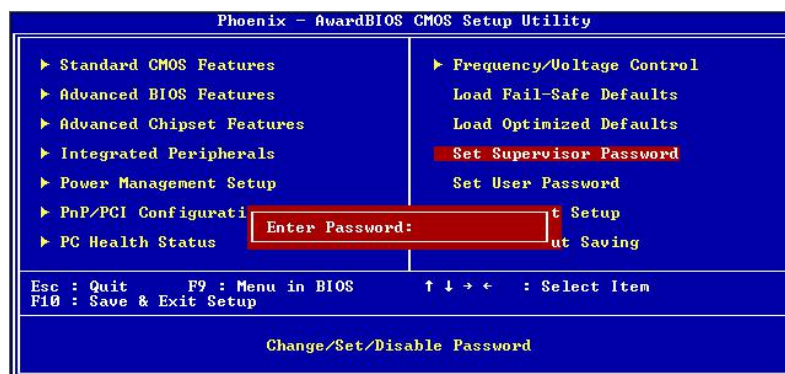 Phoenix - AwardBIOS CMOS Setup Utility
▶ Standard CMOS Features
▶ Advanced BIOS Features
▶ Advanced Chipset Features
▶ Integrated Peripherals
▶ Power Management Setup
▶ PnP/PCI Configurati
▶ PC Health Status
▶ Frequency/Voltage Control
Load Fail-Safe Defaults
Load Optimized Defaults
Set Supervisor Password
Set User Password
t Setup
ut Saving
Enter Password:
Esc : Quit F9 : Menu in BIOS ↑ ↓ → ← : Select Item
F10 : Save & Exit Setup
Change/Set/Disable Password